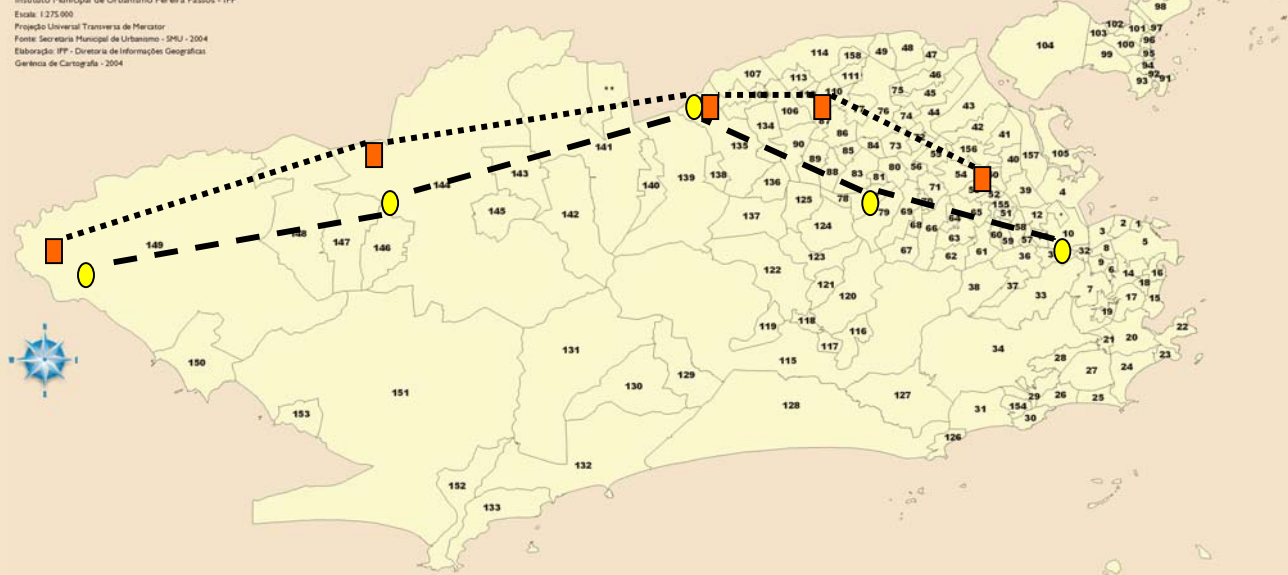 Instituto Municipal de Urbanismo Pereira Passos - IPP
Escala: 1:275.000
Projeção Universal Transversa de Mercator
Fonte: Secretaria Municipal de Urbanismo - SMU - 2004
Elaboração: IPP - Diretoria de Informações Geográficas
Gerência de Cartografia - 2004
98
102 101 97
103 96
104 100
99 95
94
93 92 91
114 158 49 48 47
107 113 111 46
** 110 75 45
106 76 74 44 43
134 86 42 41
141 135 90 85 84 73 156
89 40 157 105
143 139 138 88 83 80 56 54
144 140 136 81 71 39 4
145 142 125 78 52
137 79 69 155 51 12
149 147 146 124 68 66 64 58 10 3 2 1
67 63 60 59 57 32 8 5
123 62 61 36 9
122 6 14 16
121 38 37 7 18
120 33 17 15
19
119 118 116 22
117 21 20
150 131 115 34 28 23
129 27 24
151 130 127 29 26 25
153 128 31 154
30
126
132
152
133